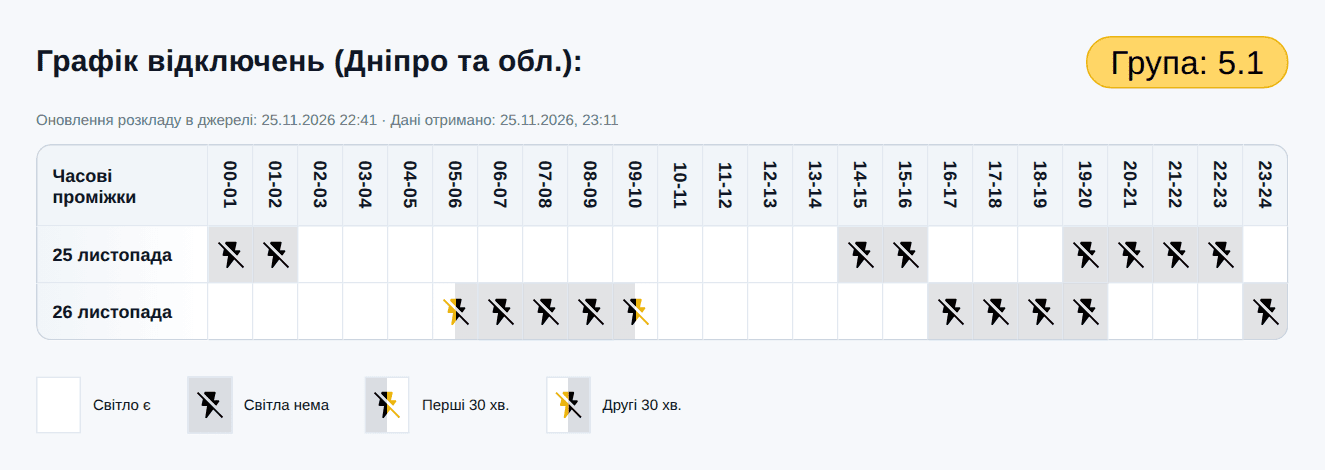 Графік відключень (Дніпро та обл.):
Група: 5.1
Оновлення розкладу в джерелі: 25.11.2026 22:41 · Дані отримано: 25.11.2026, 23:11
Часові
проміжки
00-01
01-02
02-03
03-04
04-05
05-06
06-07
07-08
08-09
09-10
10-11
11-12
12-13
13-14
14-15
15-16
16-17
17-18
18-19
19-20
20-21
21-22
22-23
23-24
25 листопада
26 листопада
Світло є
Світла нема
Перші 30 хв.
Другі 30 хв.